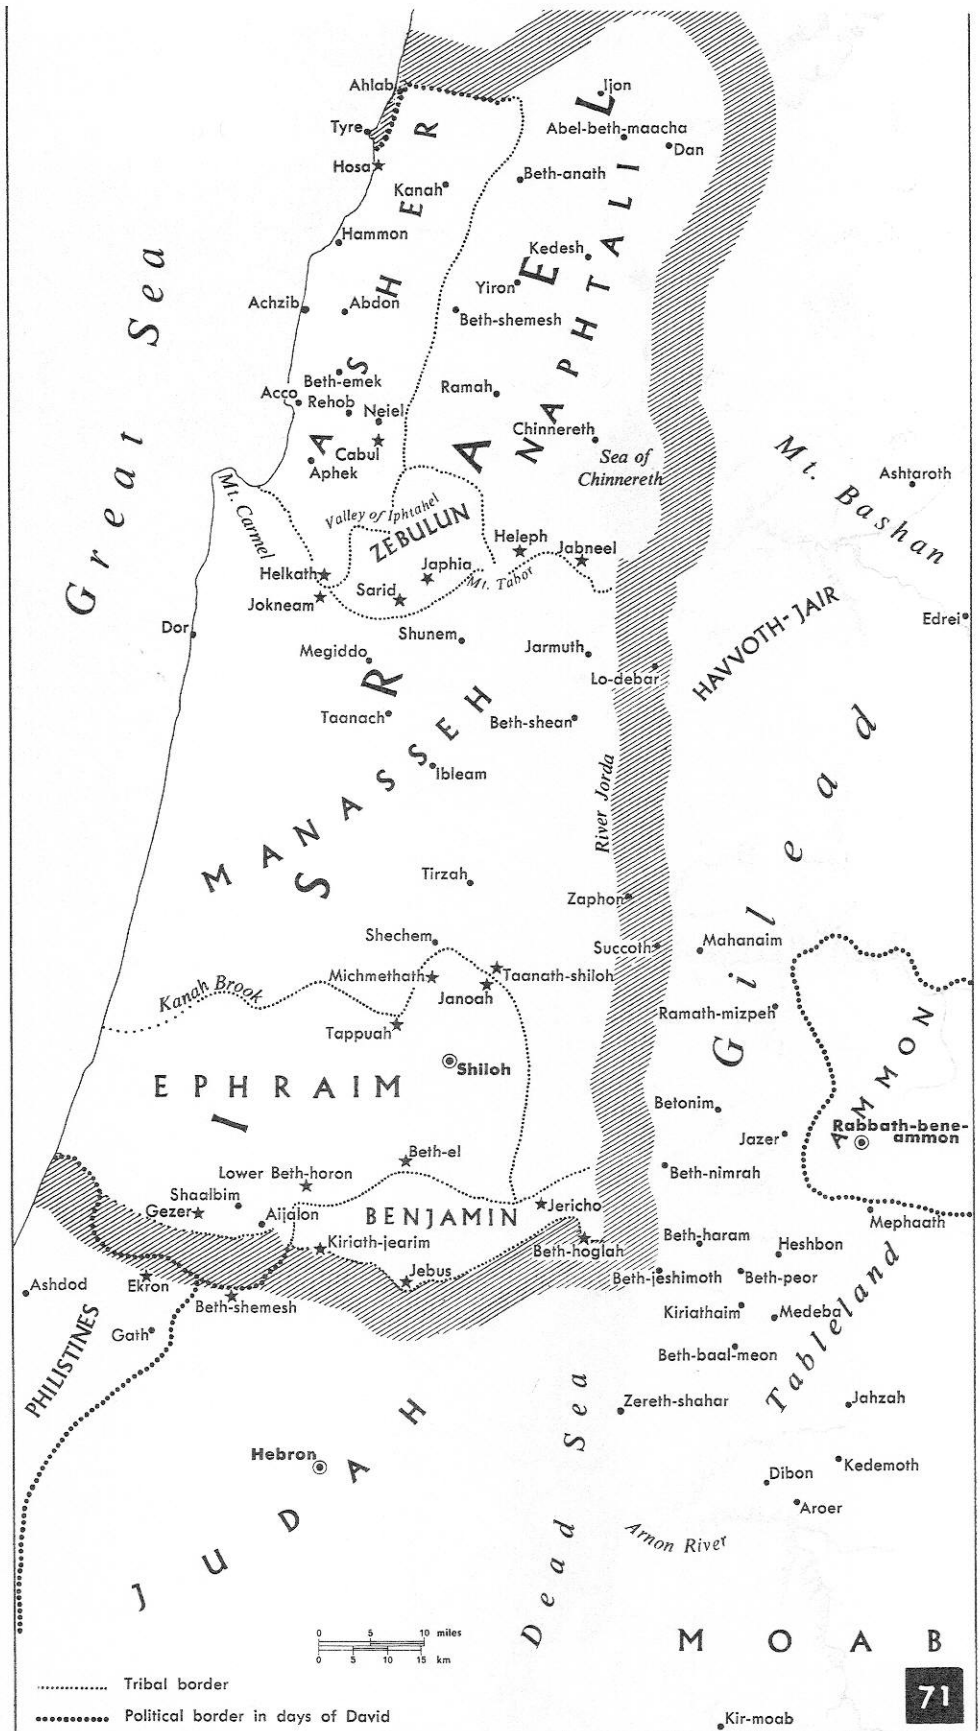 Ahlab
Ijon
Tyre
Abel-beth-maacha
Dan
Hosa
Kanah
Beth-anath
Hammon
Kedesh
Yiron
Achzib
Abdon
Beth-shemesh
ASHER
NAPHTALI
ISRAEL
Great Sea
Beth-emek
Acco
Rehob
Neiel
Ramah
Chinnereth
Cabul
Aphek
Sea of
Chinnereth
Mt. Bashan
Ashtaroth
Mt. Carmel
Valley of Iphtahel
ZEBULUN
Heleph
Jabneel
Japhia
Mt. Tabor
Helkath
Sarid
Jokneam
HAVVOTH-JAIR
Edrei
Dor
Shunem
Megiddo
Jarmuth
Lo-debar
Taanach
Beth-shean
MANASSEH
Ibleam
River Jorda
Gilead
Tirzah
Zaphon
Shechem
Succoth
Mahanaim
Michmethath
Taanath-shiloh
Janoah
Kanah Brook
Tappuah
Ramath-mizpeh
AMMON
Shiloh
EPHRAIM
Betonim
Jazer
Rabbath-bene-
ammon
Beth-el
Lower Beth-horon
Beth-nimrah
Shaalbim
Gezer
Aijalon
BENJAMIN
Jericho
Mephaath
Kiriath-jearim
Beth-hoglah
Beth-haram
Heshbon
Jebus
Ashdod
Ekron
Beth-shemesh
Beth-jeshimoth
Beth-peor
Gath
Kiriathaim
Medeba
PHILISTINES
Beth-baal-meon
Tableland
Zereth-shahar
Jahzah
Hebron
JUDAH
Dead Sea
Dibon
Kedemoth
Aroer
Arnon River
0 5 10 miles
0 5 10 15 km
MOAB
Tribal border
71
Political border in days of David
Kir-moab